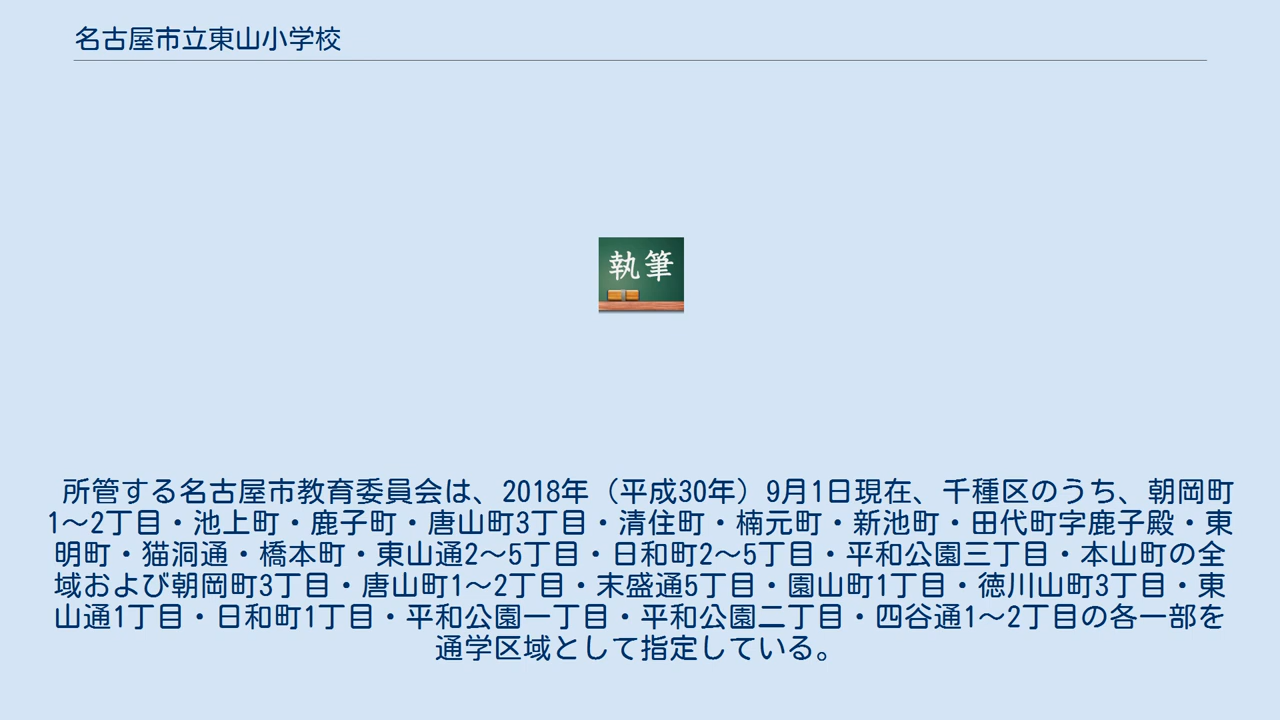 名古屋市立東山小学校
執筆
所管する名古屋市教育委員会は、2018年（平成30年）9月1日現在、千種区のうち、朝岡町
1～2丁目・池上町・鹿子町・唐山町3丁目・清住町・楠元町・新池町・田代町字鹿子殿・東
明町・猫洞通・橋本町・東山通2～5丁目・日和町2～5丁目・平和公園三丁目・本山町の全
域および朝岡町3丁目・唐山町1～2丁目・末盛通5丁目・園山町1丁目・徳川山町3丁目・東
山通1丁目・日和町1丁目・平和公園一丁目・平和公園二丁目・四谷通1～2丁目の各一部を
通学区域として指定している。